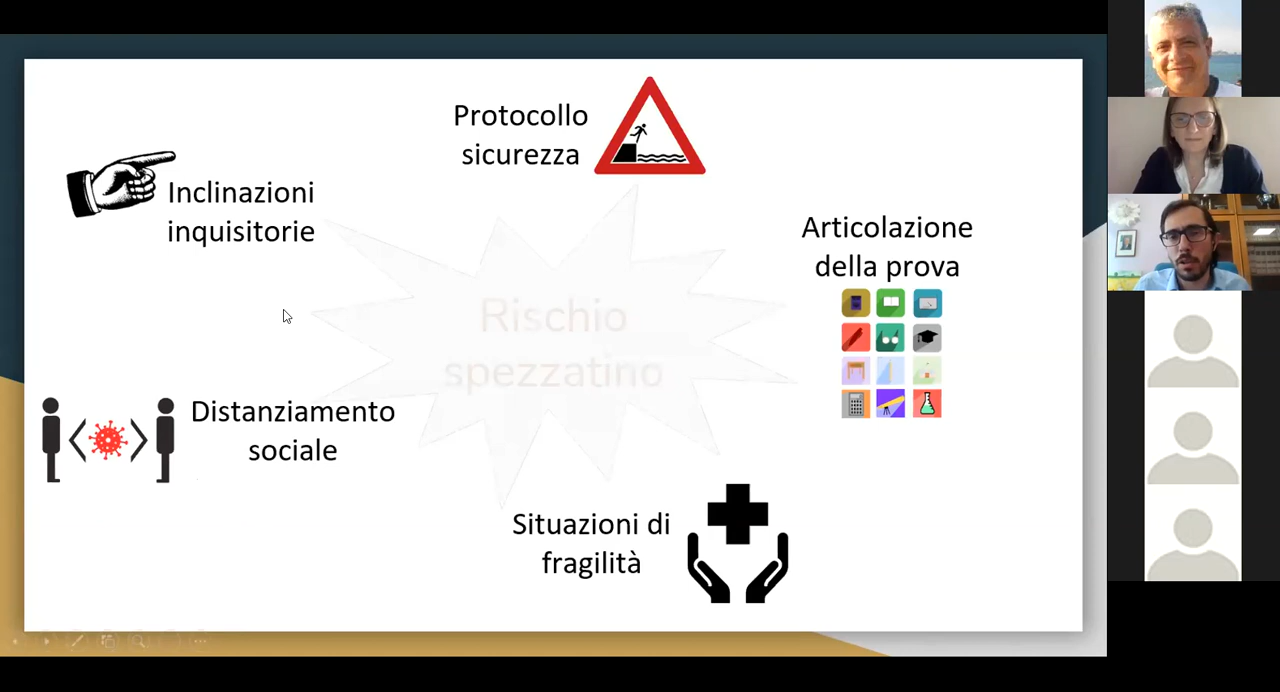 Protocollo
sicurezza
Inclinazioni
inquisitorie
Articolazione
della prova
Rischio
spezzatino
Distanziamento
sociale
Situazioni di
fragilità